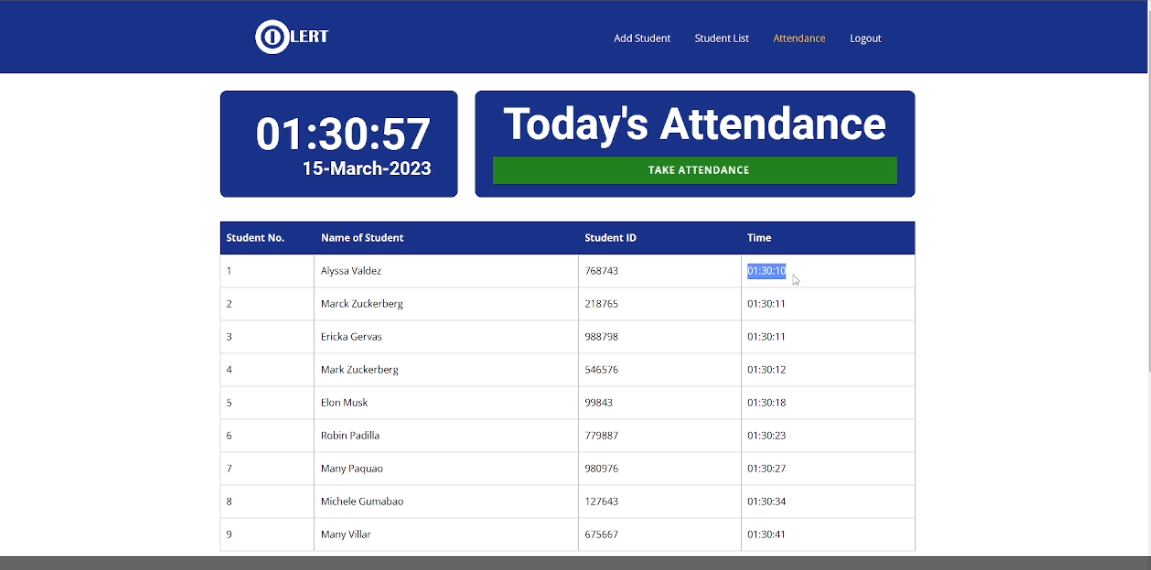 OLERT
Add Student Student List Attendance Logout
01:30:57
15-March-2023
Today's Attendance
TAKE ATTENDANCE
Student No. Name of Student Student ID Time
1 Alyssa Valdez 768743 01:30:10
2 Marck Zuckerberg 218765 01:30:11
3 Ericka Gervas 988798 01:30:11
4 Mark Zuckerberg 546576 01:30:12
5 Elon Musk 99843 01:30:18
6 Robin Padilla 779887 01:30:23
7 Many Paquao 980976 01:30:27
8 Michele Gumabao 127643 01:30:34
9 Many Villar 675667 01:30:41